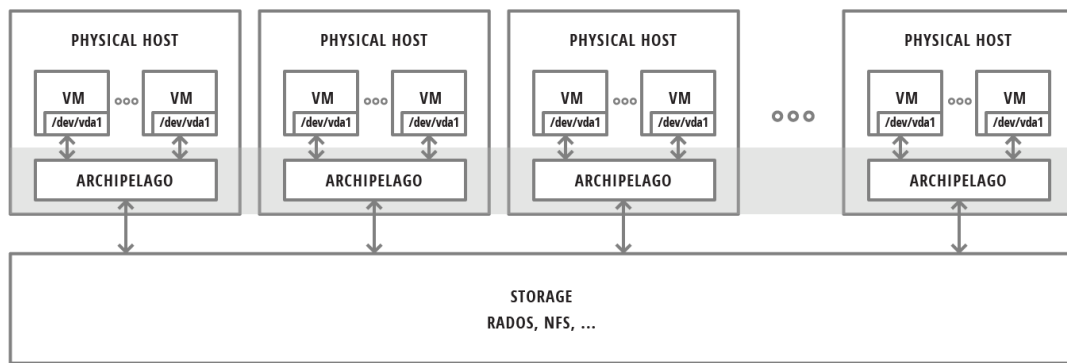 PHYSICAL HOST
VM
VM
/dev/vda1
/dev/vda1
ARCHIPELAGO
PHYSICAL HOST
VM
VM
/dev/vda1
/dev/vda1
ARCHIPELAGO
PHYSICAL HOST
VM
VM
/dev/vda1
/dev/vda1
ARCHIPELAGO
PHYSICAL HOST
VM
VM
/dev/vda1
/dev/vda1
ARCHIPELAGO
STORAGE
RADOS, NFS, ...